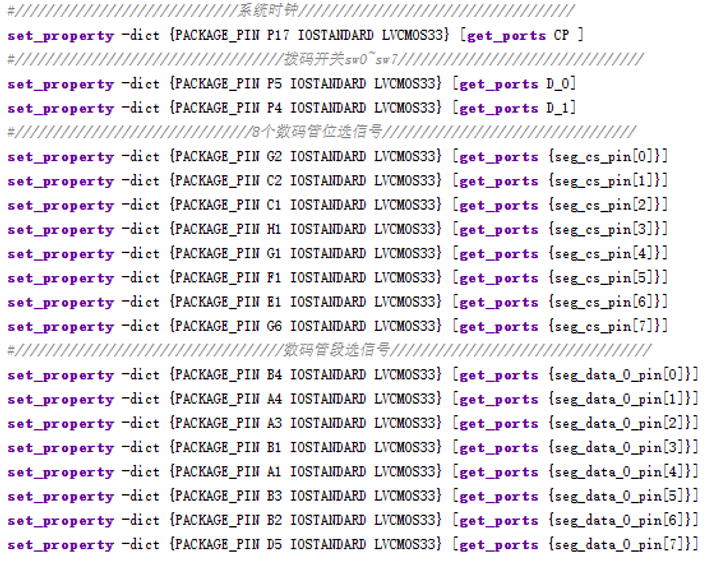 #//////////////////////////////系统时钟//////////////////////////////////////
set_property -dict {PACKAGE_PIN P17 IOSTANDARD LVCMOS33} [get_ports CP ]
#////////////////////////////////////拨码开关sw0~sw7/////////////////////////////////
set_property -dict {PACKAGE_PIN P5 IOSTANDARD LVCMOS33} [get_ports D_0]
set_property -dict {PACKAGE_PIN P4 IOSTANDARD LVCMOS33} [get_ports D_1]
#////////////////////////////////8个数码管位选信号//////////////////////////////////
set_property -dict {PACKAGE_PIN G2 IOSTANDARD LVCMOS33} [get_ports {seg_cs_pin[0]}]
set_property -dict {PACKAGE_PIN C2 IOSTANDARD LVCMOS33} [get_ports {seg_cs_pin[1]}]
set_property -dict {PACKAGE_PIN C1 IOSTANDARD LVCMOS33} [get_ports {seg_cs_pin[2]}]
set_property -dict {PACKAGE_PIN H1 IOSTANDARD LVCMOS33} [get_ports {seg_cs_pin[3]}]
set_property -dict {PACKAGE_PIN G1 IOSTANDARD LVCMOS33} [get_ports {seg_cs_pin[4]}]
set_property -dict {PACKAGE_PIN F1 IOSTANDARD LVCMOS33} [get_ports {seg_cs_pin[5]}]
set_property -dict {PACKAGE_PIN E1 IOSTANDARD LVCMOS33} [get_ports {seg_cs_pin[6]}]
set_property -dict {PACKAGE_PIN G6 IOSTANDARD LVCMOS33} [get_ports {seg_cs_pin[7]}]
#////////////////////////////////////数码管段选信号///////////////////////////////////
set_property -dict {PACKAGE_PIN B4 IOSTANDARD LVCMOS33} [get_ports {seg_data_0_pin[0]}]
set_property -dict {PACKAGE_PIN A4 IOSTANDARD LVCMOS33} [get_ports {seg_data_0_pin[1]}]
set_property -dict {PACKAGE_PIN A3 IOSTANDARD LVCMOS33} [get_ports {seg_data_0_pin[2]}]
set_property -dict {PACKAGE_PIN B1 IOSTANDARD LVCMOS33} [get_ports {seg_data_0_pin[3]}]
set_property -dict {PACKAGE_PIN A1 IOSTANDARD LVCMOS33} [get_ports {seg_data_0_pin[4]}]
set_property -dict {PACKAGE_PIN B3 IOSTANDARD LVCMOS33} [get_ports {seg_data_0_pin[5]}]
set_property -dict {PACKAGE_PIN B2 IOSTANDARD LVCMOS33} [get_ports {seg_data_0_pin[6]}]
set_property -dict {PACKAGE_PIN D5 IOSTANDARD LVCMOS33} [get_ports {seg_data_0_pin[7]}]